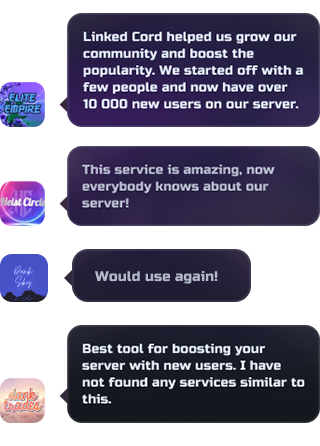 Linked Cord helped us grow our
community and boost the
popularity. We started off with a
few people and now have over
10 000 new users on our server.
ELITE
EMPIRE
This service is amazing, now
everybody knows about our
server!
Heist Circle
Would use again!
Dank
Sky
Best tool for boosting your
server with new users. I have
not found any services similar to
this.
dank
trades